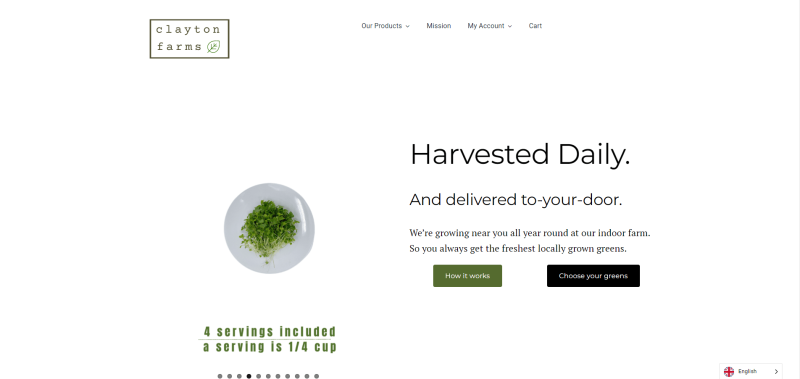 clayton
farms
Our Products
Mission
My Account
Cart
Harvested Daily.
And delivered to-your-door.
We're growing near you all year round at our indoor farm.
So you always get the freshest locally grown greens.
How it works
Choose your greens
4 servings included
a serving is 1/4 cup
English